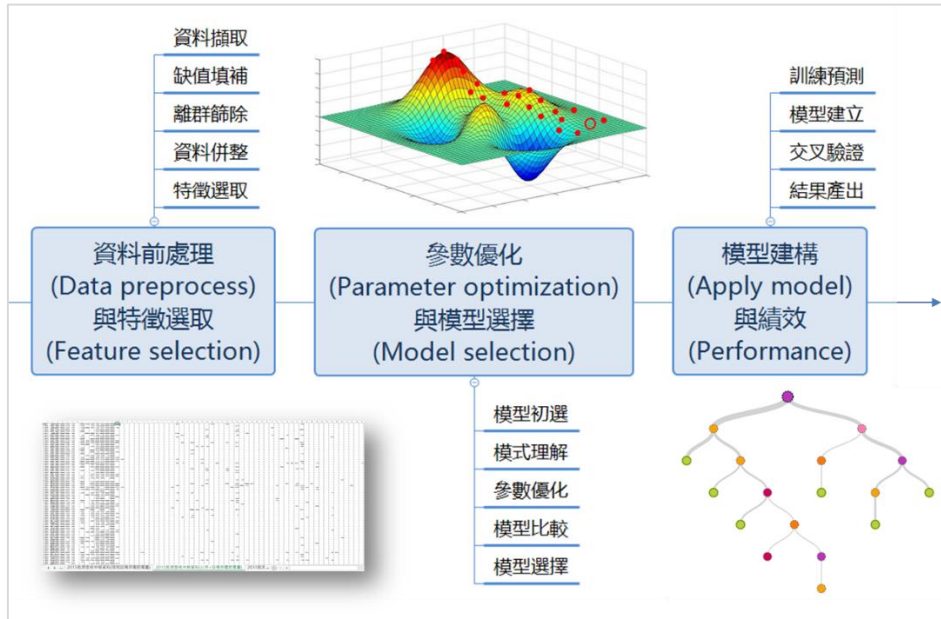 資料擷取
缺值填補
離群篩除
資料併整
特徵選取
資料前處理
(Data preprocess)
與特徵選取
(Feature selection)
參數優化
(Parameter optimization)
與模型選擇
(Model selection)
模型初選
模式理解
參數優化
模型比較
模型選擇
訓練預測
模型建立
交叉驗證
結果產出
模型建構
(Apply model)
與績效
(Performance)